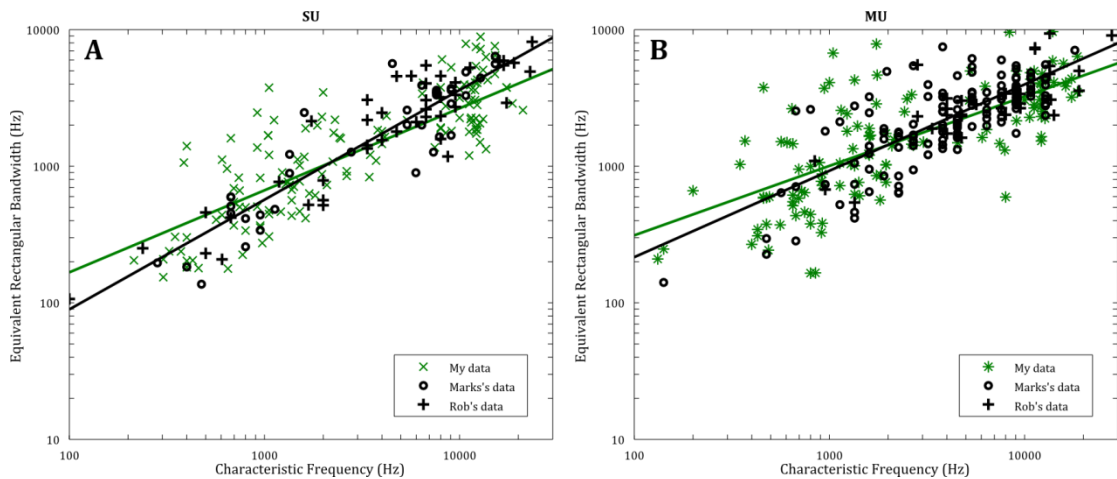 SU
A
Equivalent Rectangular Bandwidth (Hz)
10000
1000
100
10
100
1000
10000
Characteristic Frequency (Hz)
My data
Marks's data
Rob's data
MU
B
Equivalent Rectangular Bandwidth (Hz)
10000
1000
100
10
100
1000
10000
Characteristic Frequency (Hz)
My data
Marks's data
Rob's data